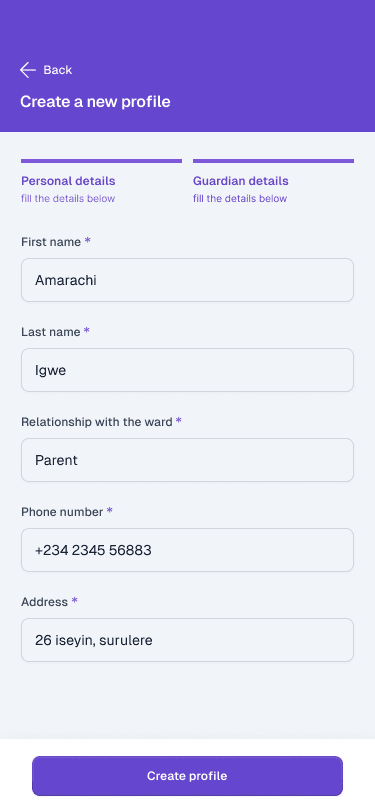 Back
Create a new profile
Personal details
fill the details below
Guardian details
fill the details below
First name *
Amarachi
Last name *
Igwe
Relationship with the ward *
Parent
Phone number *
+234 2345 56883
Address *
26 iseyin, surulere
Create profile